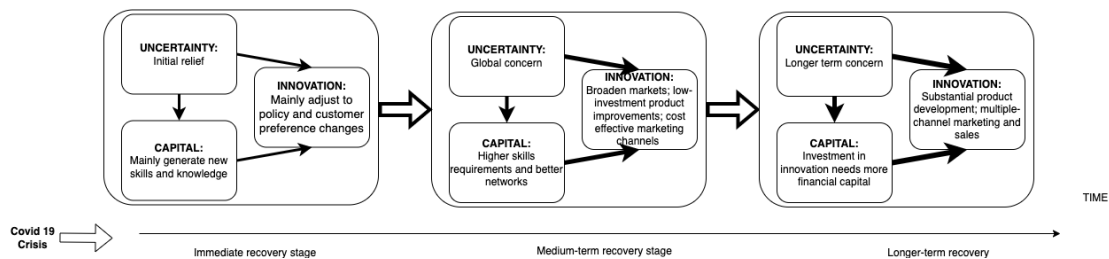 UNCERTAINTY:
Initial relief
INNOVATION:
Mainly adjust to
policy and customer
preference changes
CAPITAL:
Mainly generate new
skills and knowledge
UNCERTAINTY:
Global concern
INNOVATION:
Broaden markets; low-
investment product
improvements; cost
effective marketing
channels
CAPITAL:
Higher skills
requirements and better
networks
UNCERTAINTY:
Longer term concern
INNOVATION:
Substantial product
development; multiple-
channel marketing and
sales
CAPITAL:
Investment in
innovation needs more
financial capital
TIME
Covid 19
Crisis
Immediate recovery stage
Medium-term recovery stage
Longer-term recovery